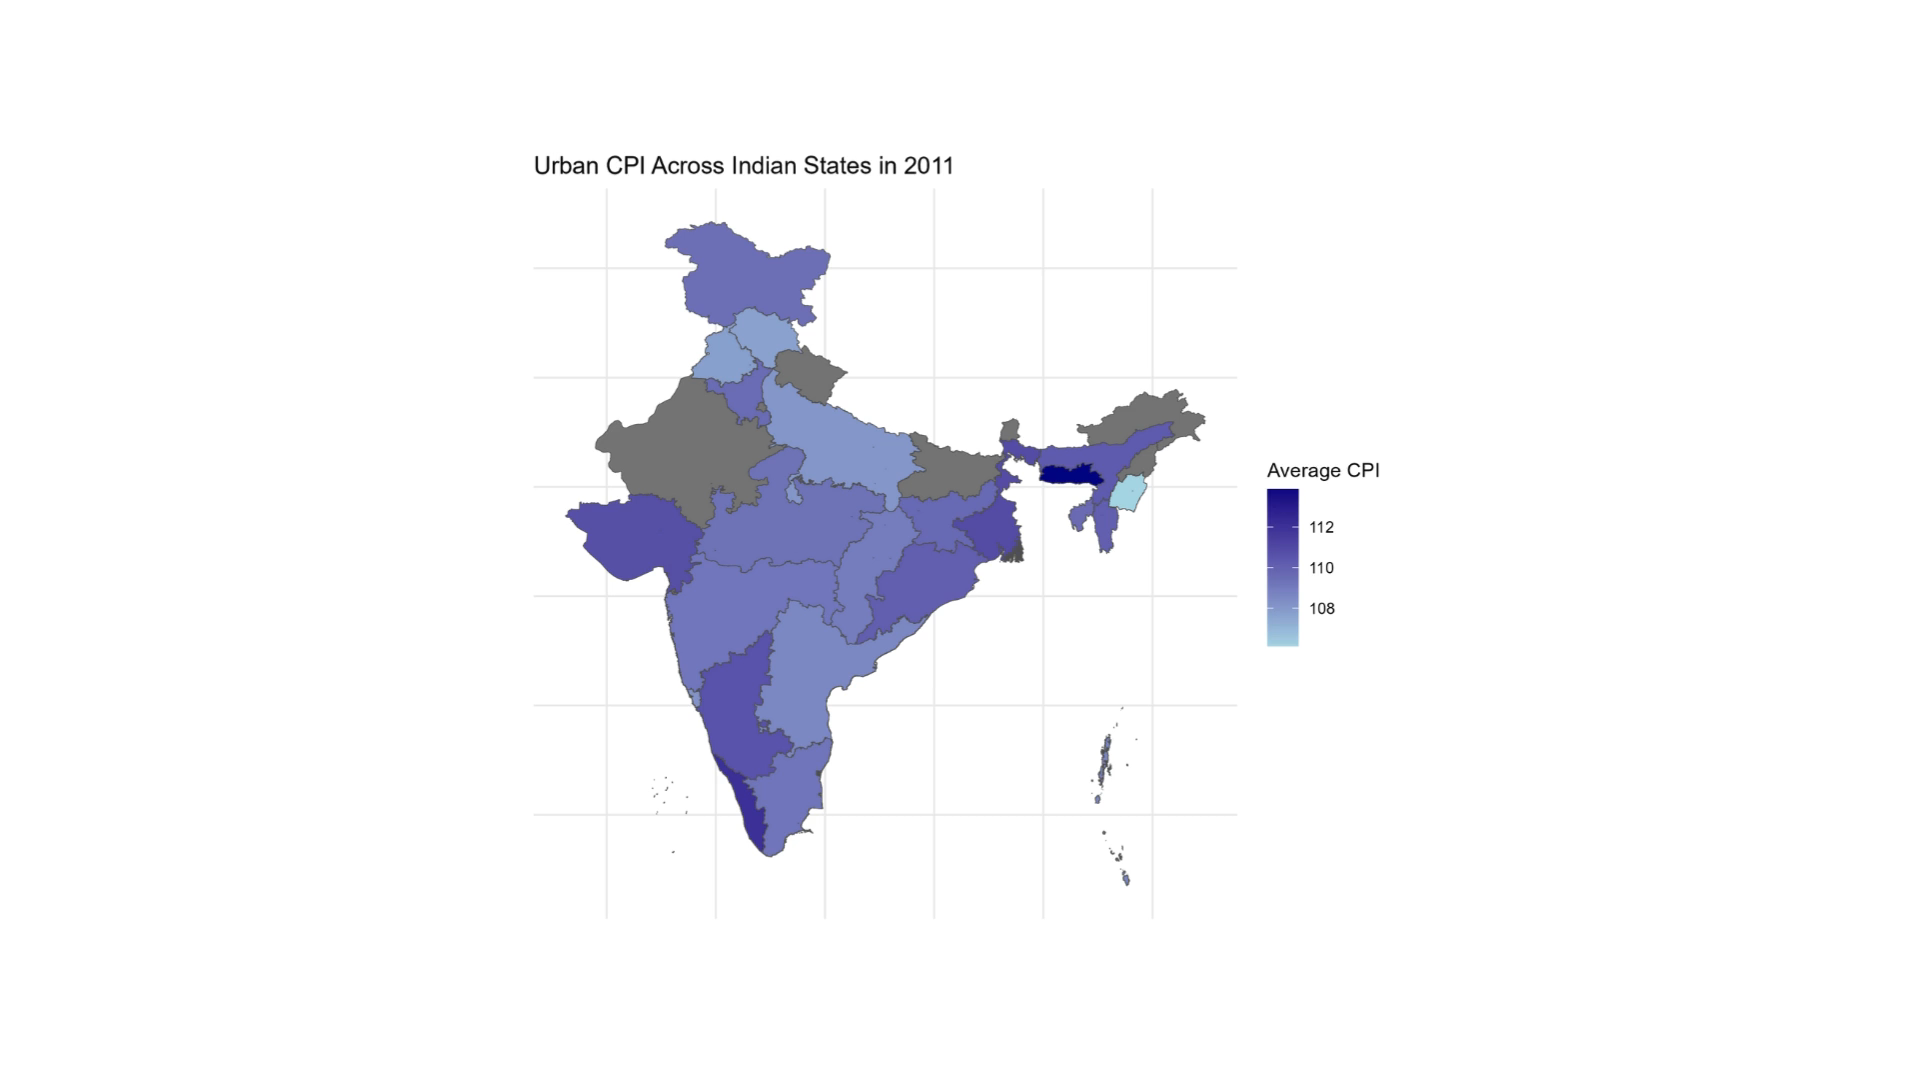 Urban CPI Across Indian States in 2011
Average CPI
112
110
108